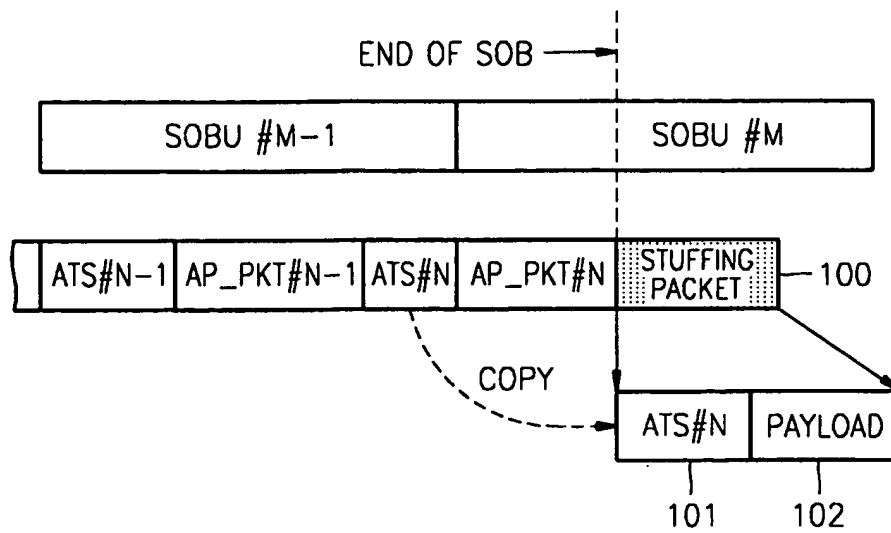 END OF SOB
SOBU #M-1
SOBU #M
ATS#N-1
AP_PKT#N-1
ATS#N
AP_PKT#N
STUFFING
PACKET
100
COPY
ATS#N
PAYLOAD
101
102